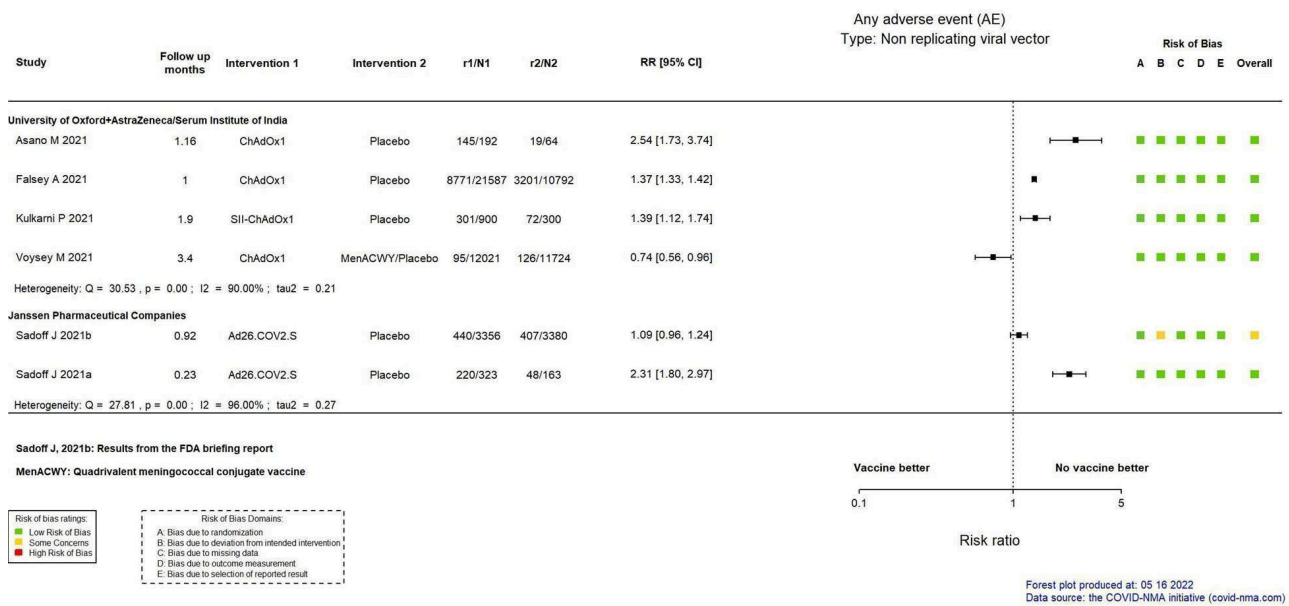 Any adverse event (AE)
Type: Non replicating viral vector
Risk of Bias
Study Follow up months Intervention 1 Intervention 2 r1/N1 r2/N2 RR [95% CI] A B C D E Overall
University of Oxford+AstraZeneca/Serum Institute of India
Asano M 2021 1.16 ChAdOx1 Placebo 145/192 19/64 2.54 [1.73, 3.74]
Falsey A 2021 1 ChAdOx1 Placebo 8771/21587 3201/10792 1.37 [1.33, 1.42]
Kulkarni P 2021 1.9 SII-ChAdOx1 Placebo 301/900 72/300 1.39 [1.12, 1.74]
Voysey M 2021 3.4 ChAdOx1 MenACWY/Placebo 95/12021 126/11724 0.74 [0.56, 0.96]
Heterogeneity: Q = 30.53 , p = 0.00 ; I2 = 90.00% ; tau2 = 0.21
Janssen Pharmaceutical Companies
Sadoff J 2021b 0.92 Ad26.COV2.S Placebo 440/3356 407/3380 1.09 [0.96, 1.24]
Sadoff J 2021a 0.23 Ad26.COV2.S Placebo 220/323 48/163 2.31 [1.80, 2.97]
Heterogeneity: Q = 27.81 , p = 0.00 ; I2 = 96.00% ; tau2 = 0.27
Sadoff J, 2021b: Results from the FDA briefing report
MenACWY: Quadrivalent meningococcal conjugate vaccine
Vaccine better No vaccine better
0.1 1 5
Risk ratio
Risk of bias ratings:
Low Risk of Bias
Some Concerns
High Risk of Bias
Risk of Bias Domains:
A: Bias due to randomization
B: Bias due to deviation from intended intervention
C: Bias due to missing data
D: Bias due to outcome measurement
E: Bias due to selection of reported result
Forest plot produced at: 05 16 2022
Data source: the COVID-NMA initiative (covid-nma.com)